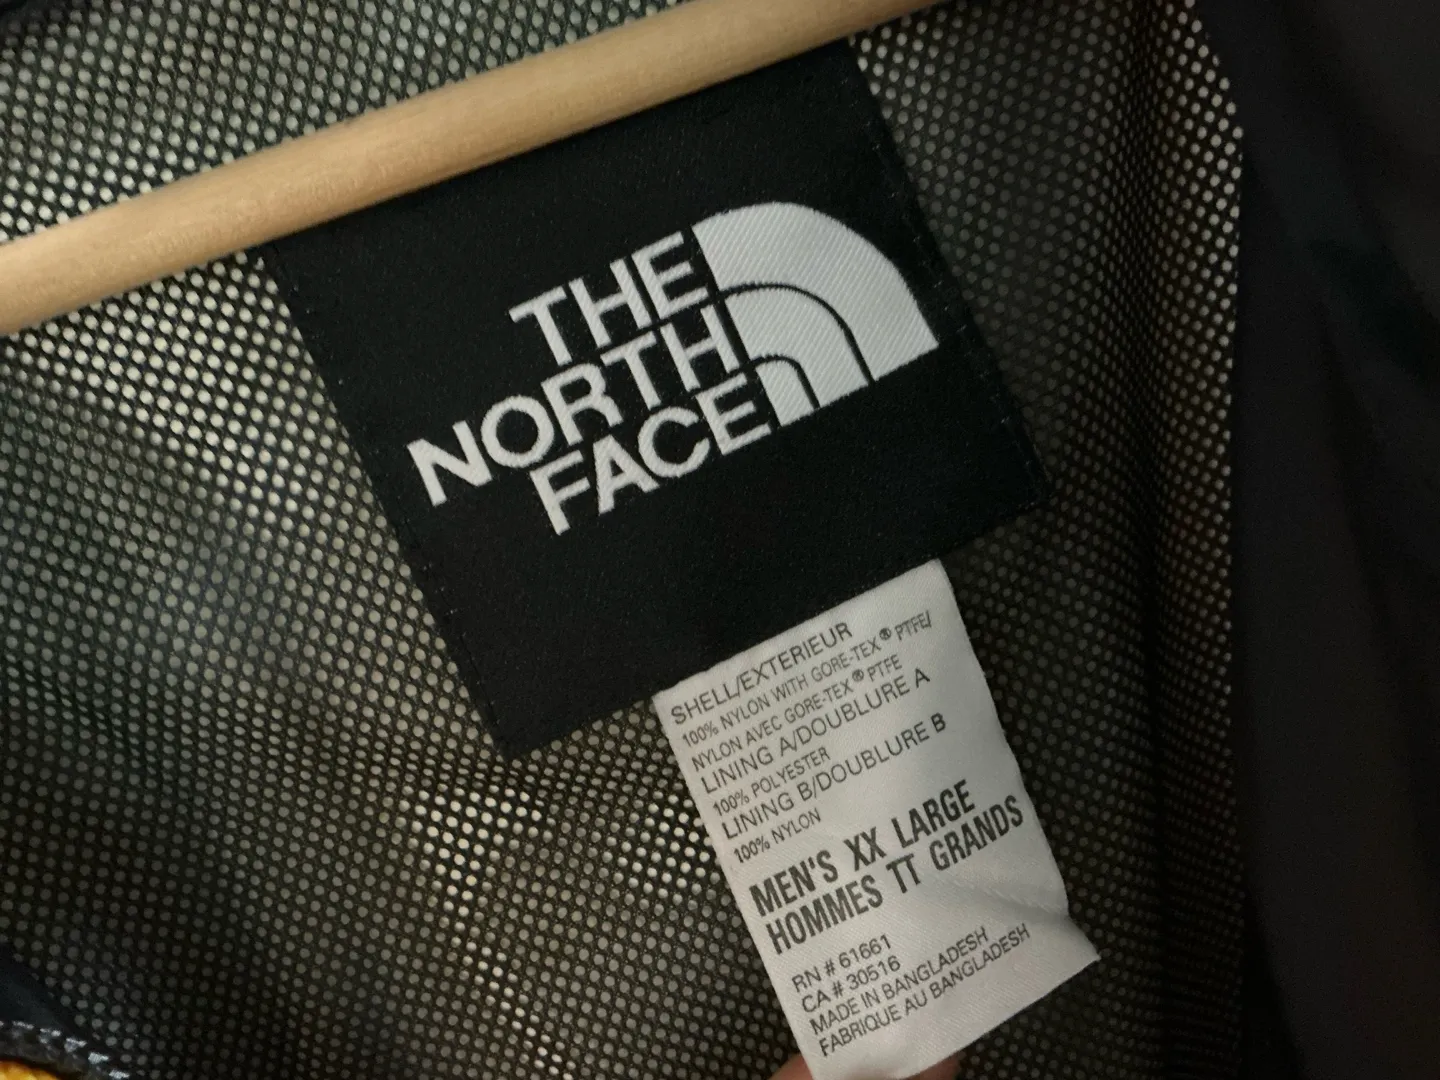 THE
NORTH
FACE
SHELL/EXTERIEUR
100% NYLON WITH GORE-TEX® PTFE/
NYLON AVEC GORE-TEX® PTFE
LINING A/DOUBLURE A
100% POLYESTER
LINING B/DOUBLURE B
100% NYLON
MEN'S XX LARGE
HOMMES TT GRANDS
RN # 61661
CA # 30516
MADE IN BANGLADESH
FABRIQUE AU BANGLADESH